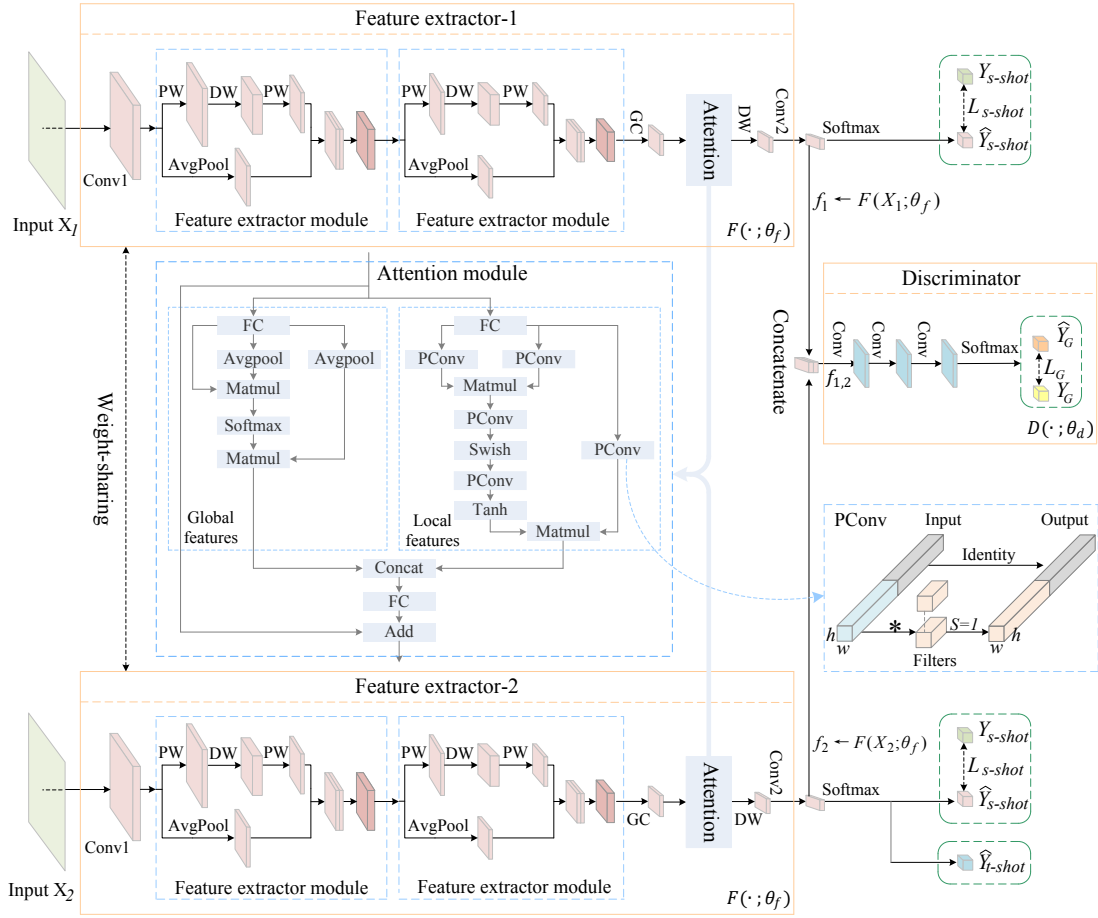 Feature extractor-1
PW
DW
PW
AvgPool
Feature extractor module
PW
DW
PW
AvgPool
Feature extractor module
Conv1
Input X1
GC
Attention
DW
Conv2
F(·;θf)
Softmax
Ys-shot
Ls-shot
Ŷs-shot
f1 ← F(X1;θf)
Weight-sharing
Attention module
FC
Avgpool
Avgpool
Matmul
Softmax
Matmul
Global
features
FC
PConv
PConv
Matmul
PConv
Swish
PConv
Tanh
PConv
Matmul
Local
features
Concat
FC
Add
Concatenate
Discriminator
f1,2
Conv
Conv
Conv
Softmax
ŶG
LG
YG
D(·;θd)
PConv
Input
Output
Identity
h
w
*
S=1
Filters
w
h
Feature extractor-2
PW
DW
PW
AvgPool
Feature extractor module
PW
DW
PW
AvgPool
Feature extractor module
Conv1
Input X2
GC
Attention
DW
Conv2
F(·;θf)
f2 ← F(X2;θf)
Softmax
Ys-shot
Ls-shot
Ŷs-shot
Ŷt-shot